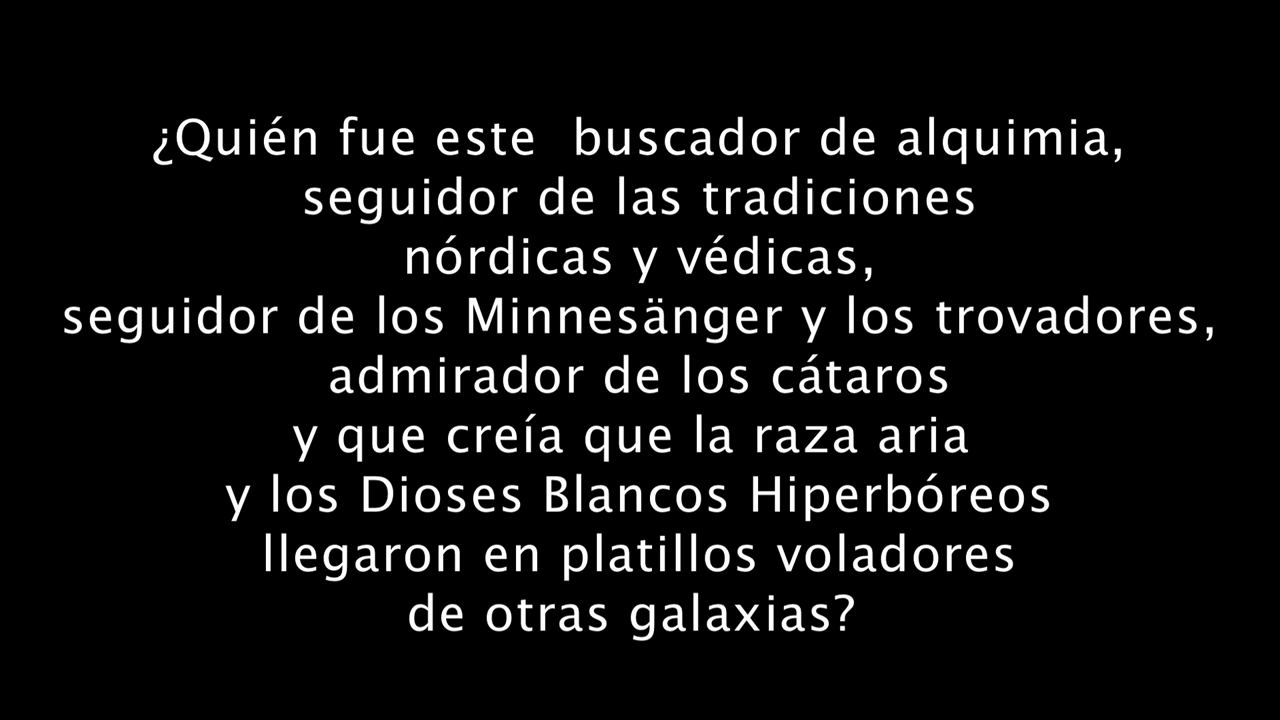 ¿Quién fue este  buscador de alquimia,
seguidor de las tradiciones
nórdicas y védicas,
seguidor de los Minnesänger y los trovadores,
admirador de los cátaros
y que creía que la raza aria
y los Dioses Blancos Hiperbóreos
llegaron en platillos voladores
de otras galaxias?